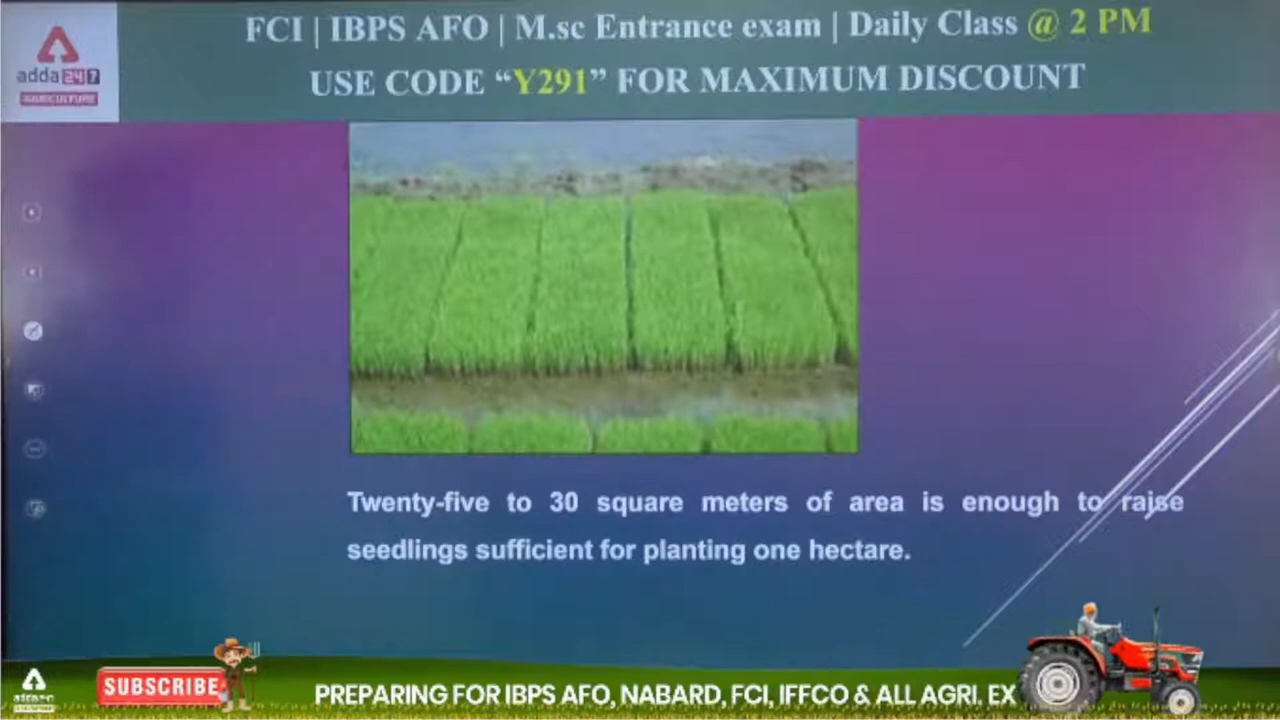 FCI | IBPS AFO | M.sc Entrance exam | Daily Class @ 2 PM
USE CODE “Y291” FOR MAXIMUM DISCOUNT
adda 247
AGRICULTURE
Twenty-five to 30 square meters of area is enough to raise
seedlings sufficient for planting one hectare.
SUBSCRIBE
PREPARING FOR IBPS AFO, NABARD, FCI, IFFCO & ALL AGRI. EX